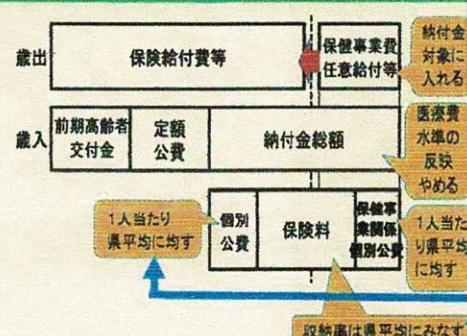 歳出
保険給付費等
保健事業費
任意給付等
納付金
対象に
入れる
歳入
前期高齢者
交付金
定額
公費
納付金総額
医療費
水準の
反映
やめる
1人当たり
県平均に均す
個別
公費
保険料
保健事
業関係
個別公費
1人当た
り県平均
に均す
収納率は県平均にみなす